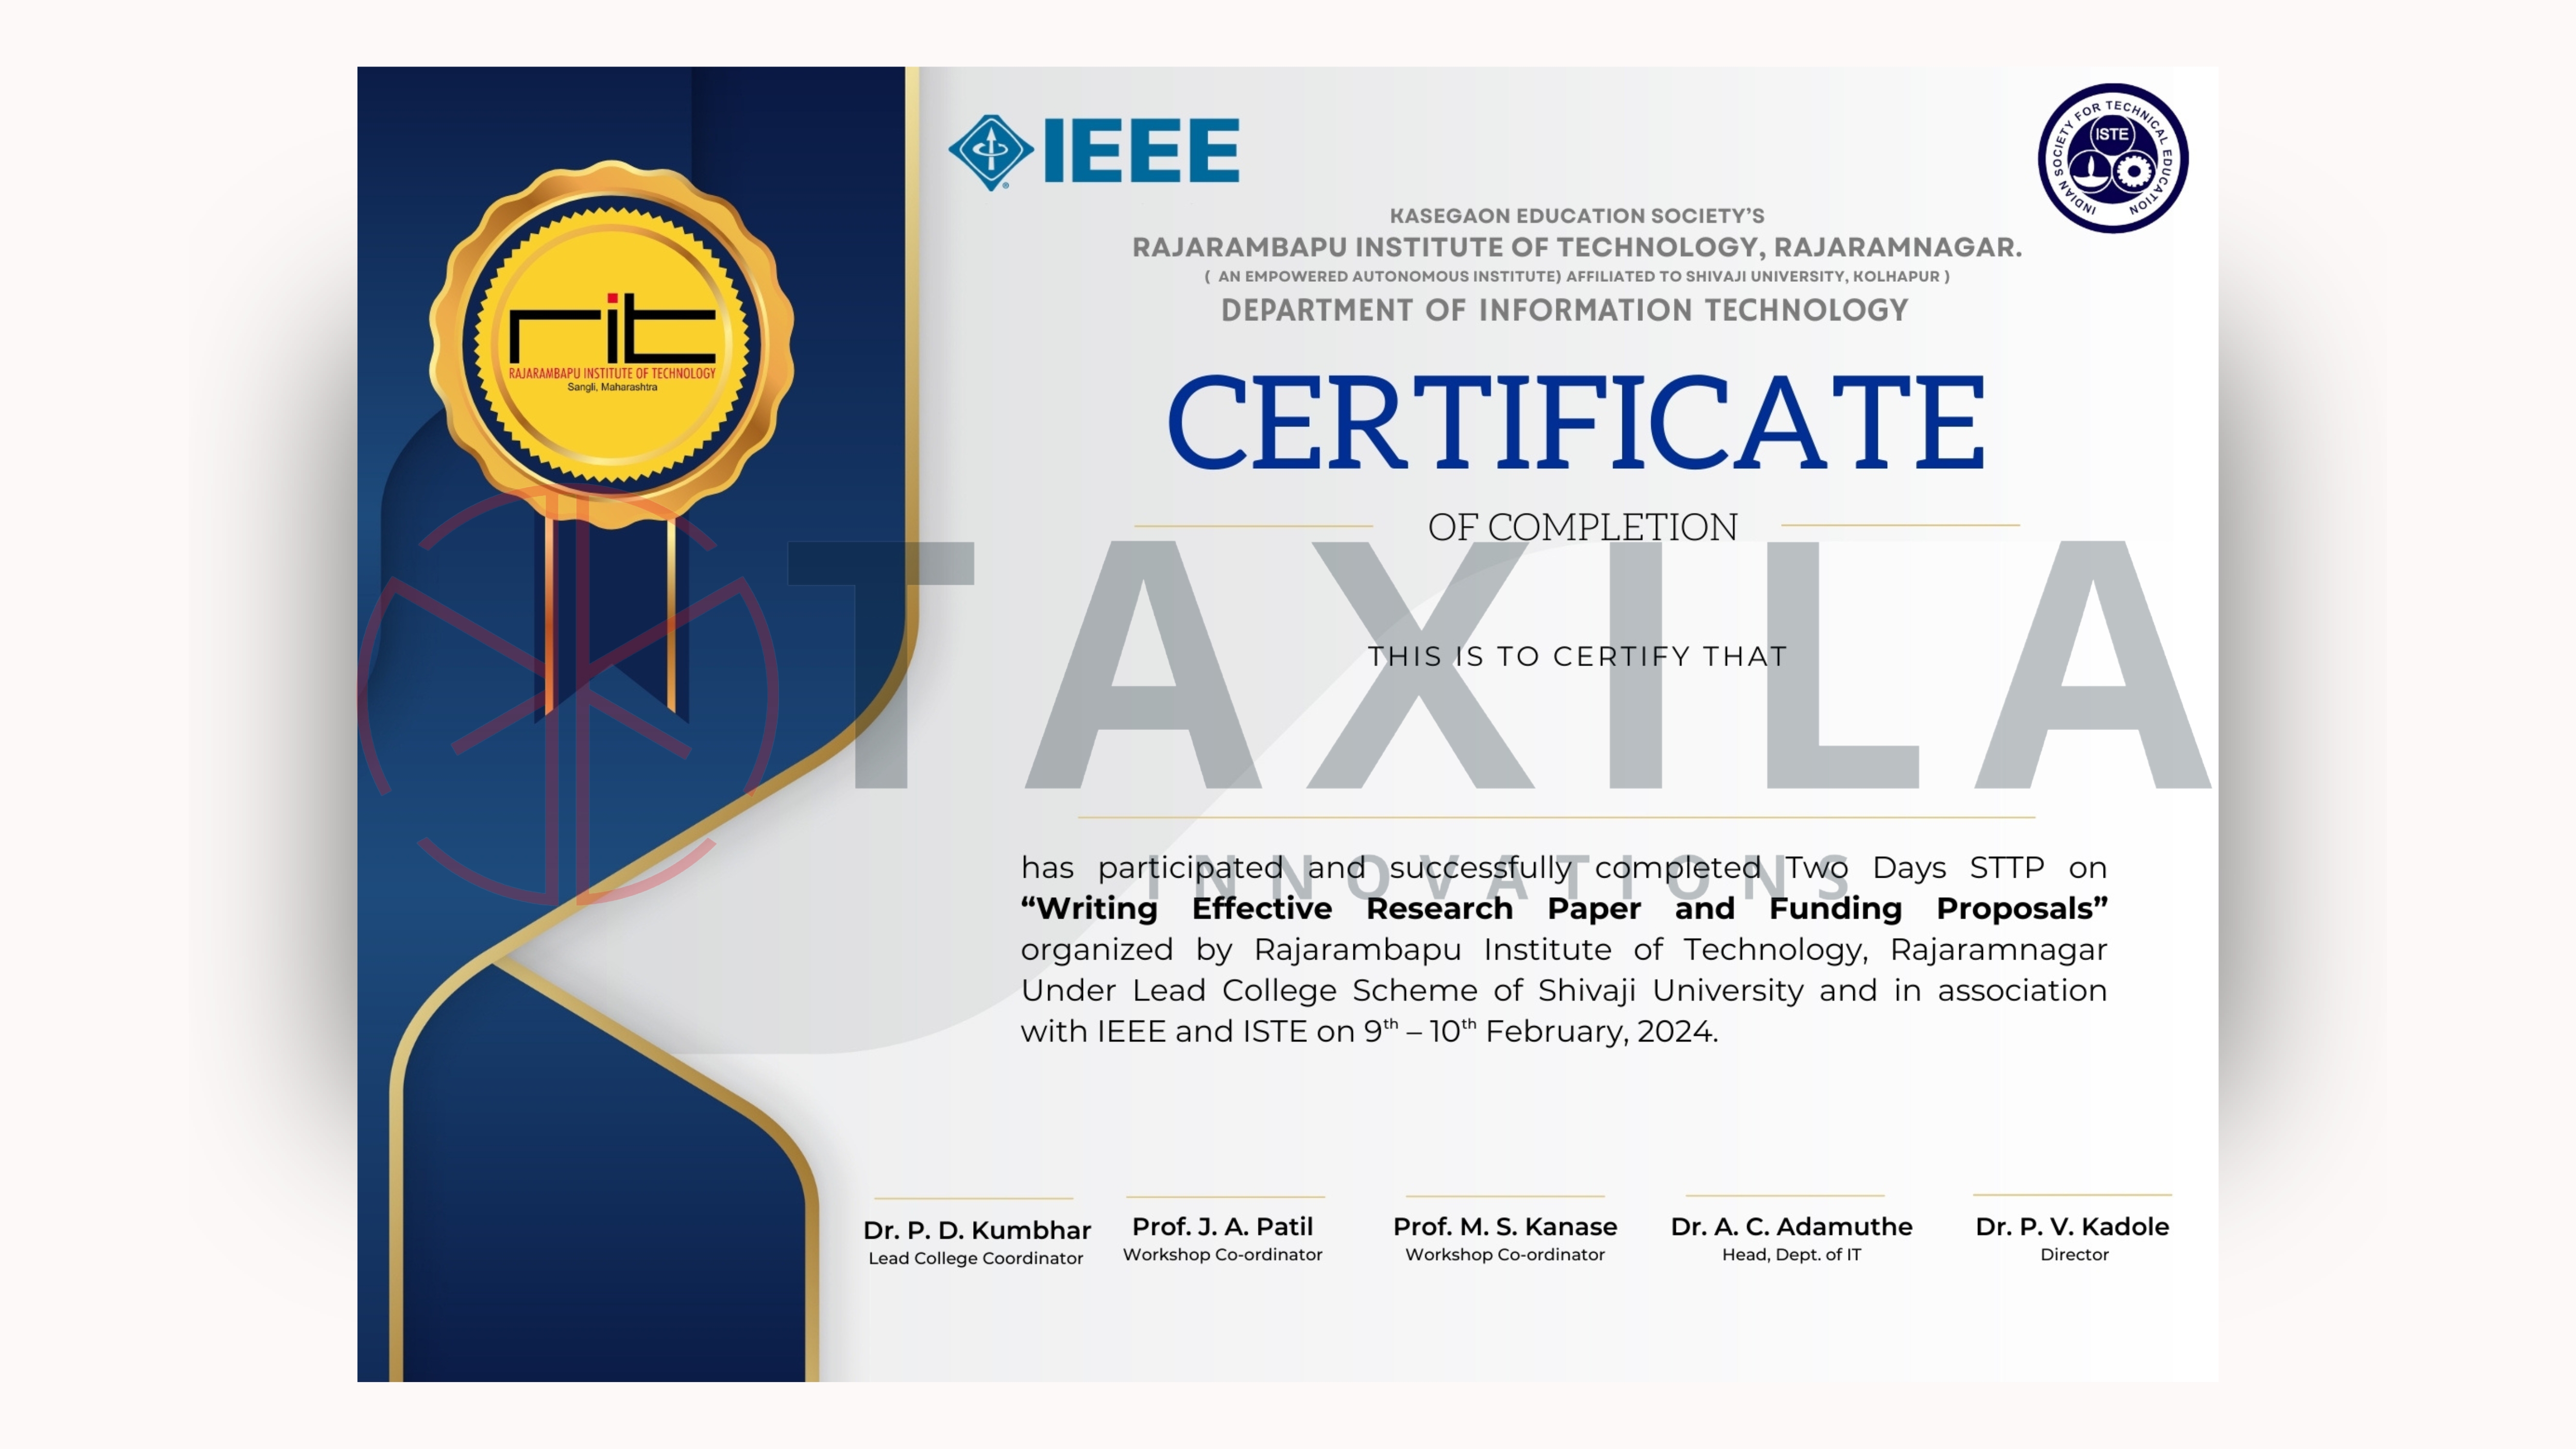 IEEE
INDIAN SOCIETY FOR TECHNICAL EDUCATION
ISTE
KASEGAON EDUCATION SOCIETY’S
RAJARAMBAPU INSTITUTE OF TECHNOLOGY, RAJARAMNAGAR.
( AN EMPOWERED AUTONOMOUS INSTITUTE) AFFILIATED TO SHIVAJI UNIVERSITY, KOLHAPUR )
DEPARTMENT OF INFORMATION TECHNOLOGY
rit
RAJARAMBAPU INSTITUTE OF TECHNOLOGY
Sangli, Maharashtra
CERTIFICATE
OF COMPLETION
THIS IS TO CERTIFY THAT
TAXILA
INNOVATIONS
has participated and successfully completed Two Days STTP on
“Writing Effective Research Paper and Funding Proposals”
organized by Rajarambapu Institute of Technology, Rajaramnagar
Under Lead College Scheme of Shivaji University and in association
with IEEE and ISTE on 9th – 10th February, 2024.
Dr. P. D. Kumbhar
Lead College Coordinator
Prof. J. A. Patil
Workshop Co-ordinator
Prof. M. S. Kanase
Workshop Co-ordinator
Dr. A. C. Adamuthe
Head, Dept. of IT
Dr. P. V. Kadole
Director